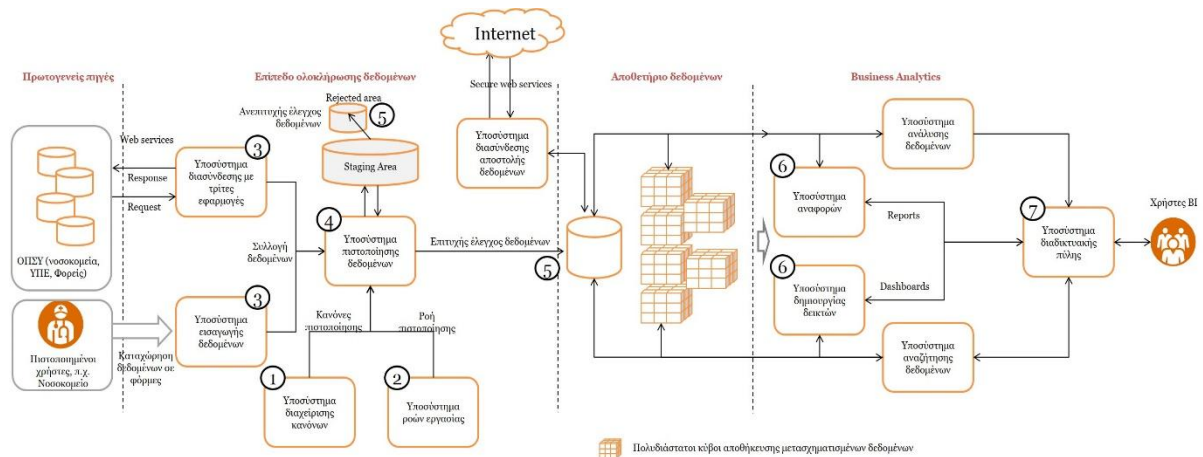 Internet
Πρωτογενείς πηγές
Επίπεδο ολοκλήρωσης δεδομένων
Αποθετήριο δεδομένων
Business Analytics
Secure web services
Rejected area
Ανεπιτυχής έλεγχος
δεδομένων
5
Web services
Response
Request
3
Υποσύστημα
διασύνδεσης με
τρίτες
εφαρμογές
Staging Area
Υποσύστημα
διασύνδεσης
αποστολής
δεδομένων
Υποσύστημα
ανάλυσης
δεδομένων
6
Υποσύστημα
αναφορών
Reports
7
Υποσύστημα
διαδικτυακής
πύλης
Χρήστες BI
ΟΠΣΥ (νοσοκομεία,
ΥΠΕ, Φορείς)
Συλλογή
δεδομένων
4
Υποσύστημα
πιστοποίησης
δεδομένων
Επιτυχής έλεγχος δεδομένων
5
6
Υποσύστημα
δημιουργίας
δεικτών
Dashboards
Πιστοποιημένοι
χρήστες, π.χ.
Νοσοκομείο
Καταχώρηση
δεδομένων σε
φόρμες
3
Υποσύστημα
εισαγωγής
δεδομένων
Κανόνες
πιστοποίησης
Ροή
πιστοποίησης
Υποσύστημα
αναζήτησης
δεδομένων
1
Υποσύστημα
διαχείρισης
κανόνων
2
Υποσύστημα
ροών εργασίας
Πολυδιάστατοι κύβοι αποθήκευσης μετασχηματισμένων δεδομένων